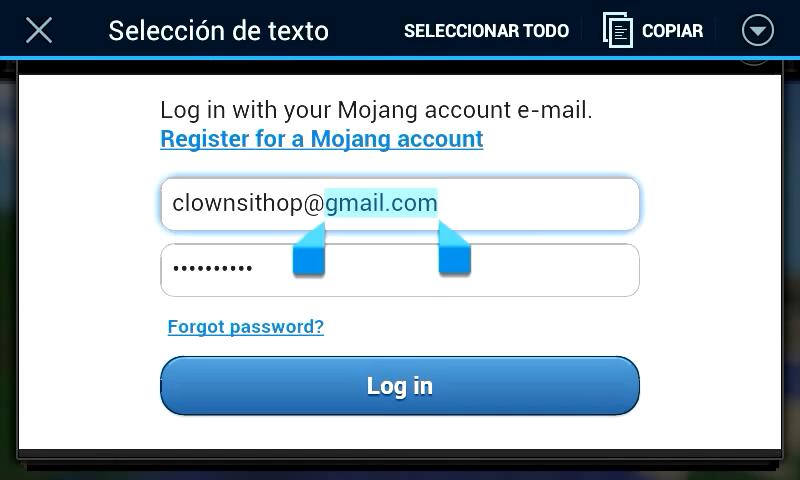 Selección de texto SELECCIONAR TODO COPIAR
Log in with your Mojang account e-mail.
Register for a Mojang account
clownsithop@gmail.com
••••••••••
Forgot password?
Log in